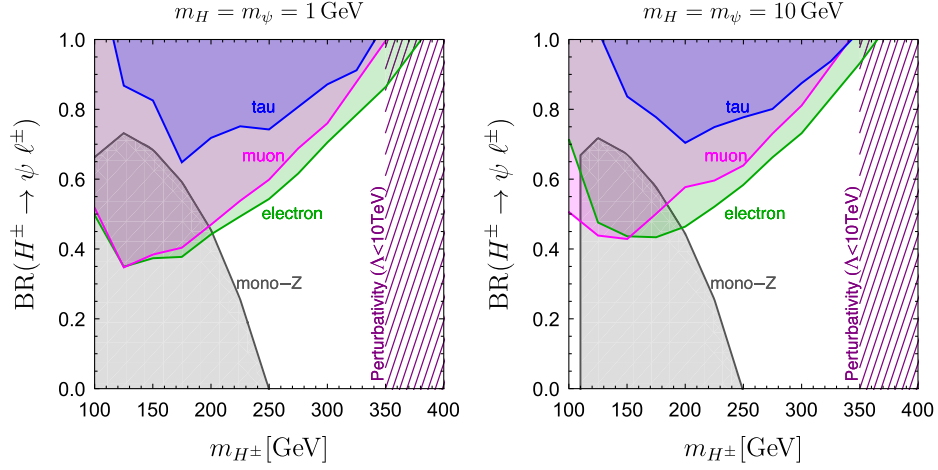 m_H = m_ψ = 1 GeV
BR(H^± → ψ ℓ^±)
1.0
0.8
0.6
0.4
0.2
0.0
tau
muon
electron
mono−Z
Perturbativity (Λ<10TeV)
100 150 200 250 300 350 400
m_{H^±}[GeV]
m_H = m_ψ = 10 GeV
BR(H^± → ψ ℓ^±)
1.0
0.8
0.6
0.4
0.2
0.0
tau
muon
electron
mono−Z
Perturbativity (Λ<10TeV)
100 150 200 250 300 350 400
m_{H^±}[GeV]